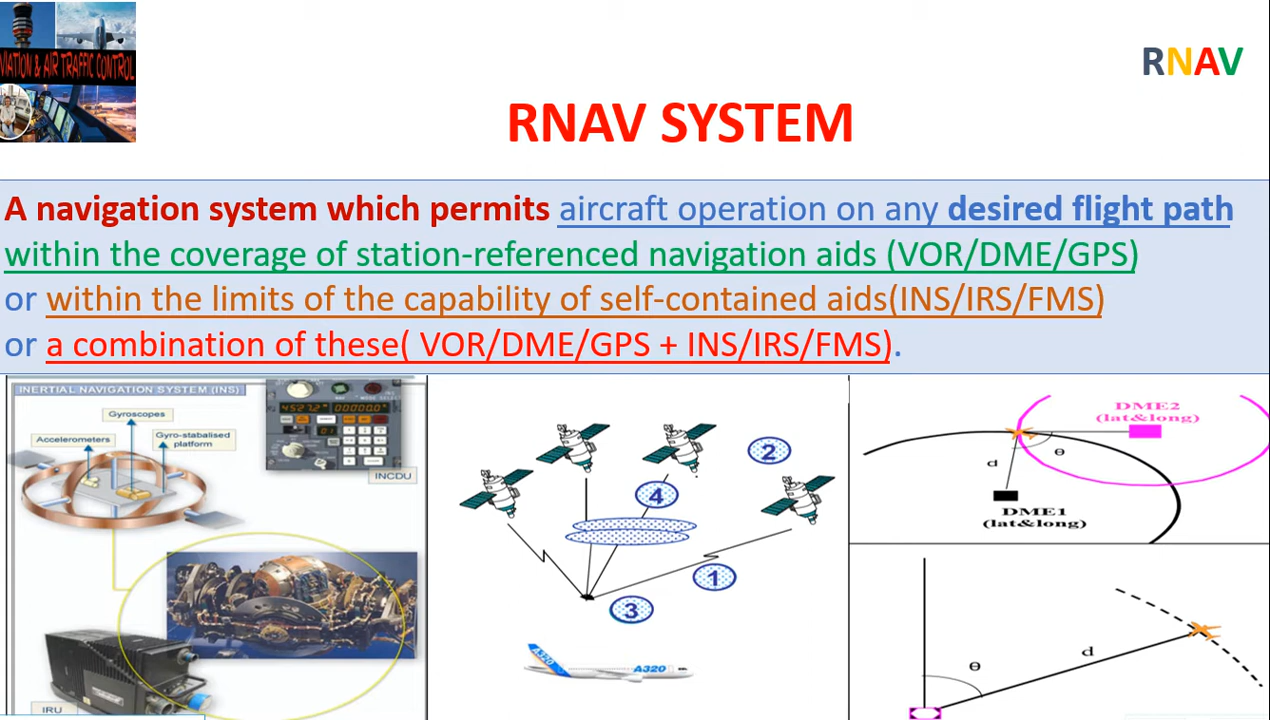 VIATION & AIR TRAFFIC CONTROL
RNAV
RNAV SYSTEM
A navigation system which permits aircraft operation on any desired flight path
within the coverage of station-referenced navigation aids (VOR/DME/GPS)
or within the limits of the capability of self-contained aids(INS/IRS/FMS)
or a combination of these( VOR/DME/GPS + INS/IRS/FMS).
INERTIAL NAVIGATION SYSTEM (INS)
Gyroscopes
Accelerometers
Gyro-stabalised
platform
INCDU
IRU
2
4
1
3
A320
A320
DME2
(lat&long)
d
θ
DME1
(lat&long)
θ
d